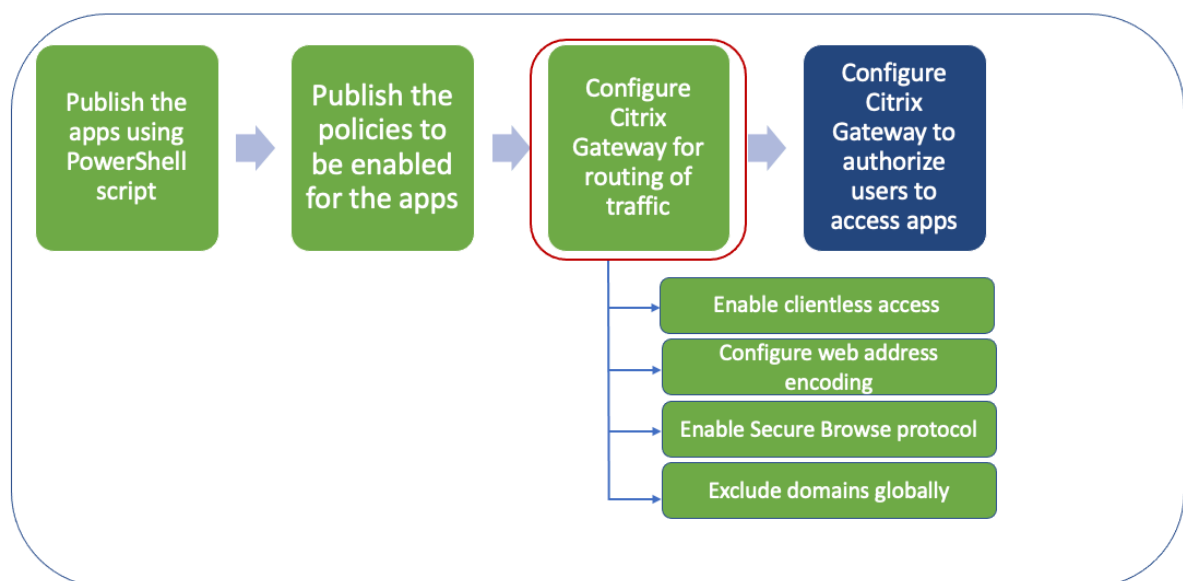 Publish the
apps using
PowerShell
script
Publish the
policies to
be enabled
for the apps
Configure
Citrix
Gateway for
routing of
traffic
Configure
Citrix
Gateway to
authorize
users to
access apps
Enable clientless access
Configure web address
encoding
Enable Secure Browse protocol
Exclude domains globally